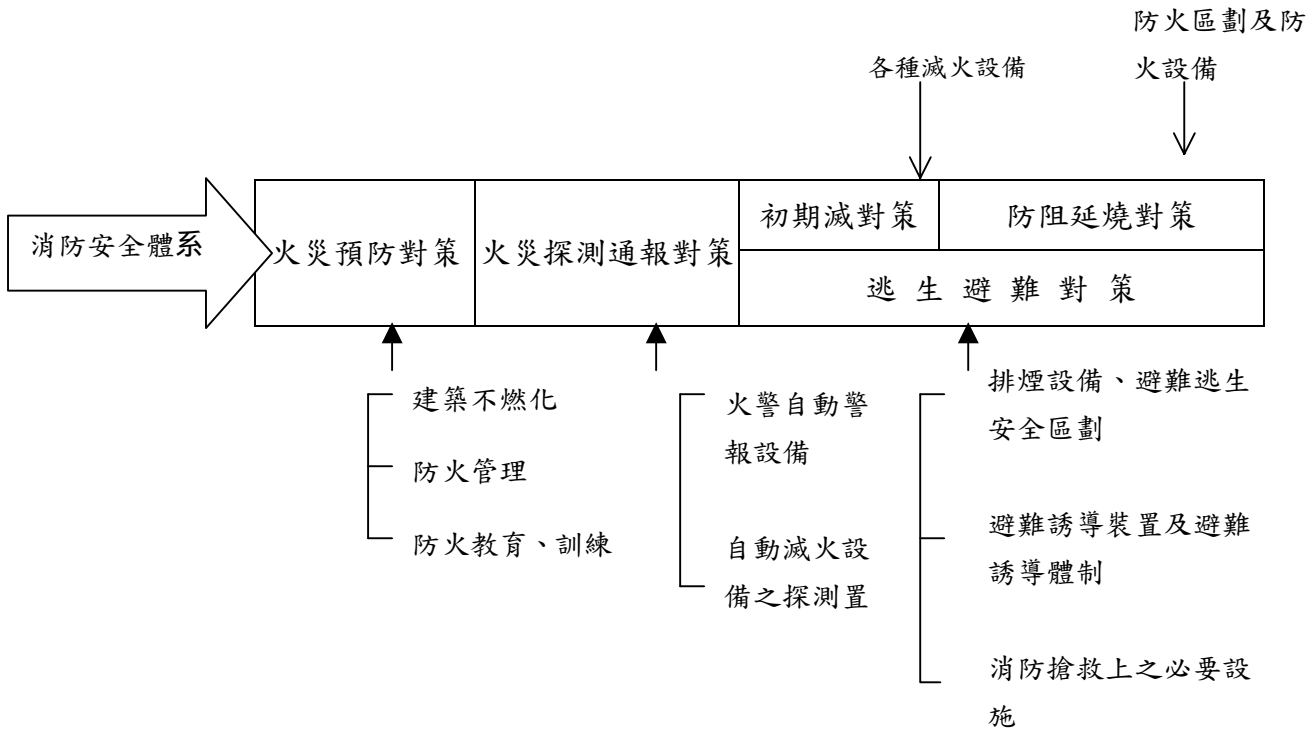 防火區劃及防
火設備
各種滅火設備
消防安全體系
火災預防對策
火災探測通報對策
初期滅對策
防阻延燒對策
逃生避難對策
建築不燃化
防火管理
防火教育、訓練
火警自動警
報設備
自動滅火設
備之探測置
排煙設備、避難逃生
安全區劃
避難誘導裝置及避難
誘導體制
消防搶救上之必要設
施